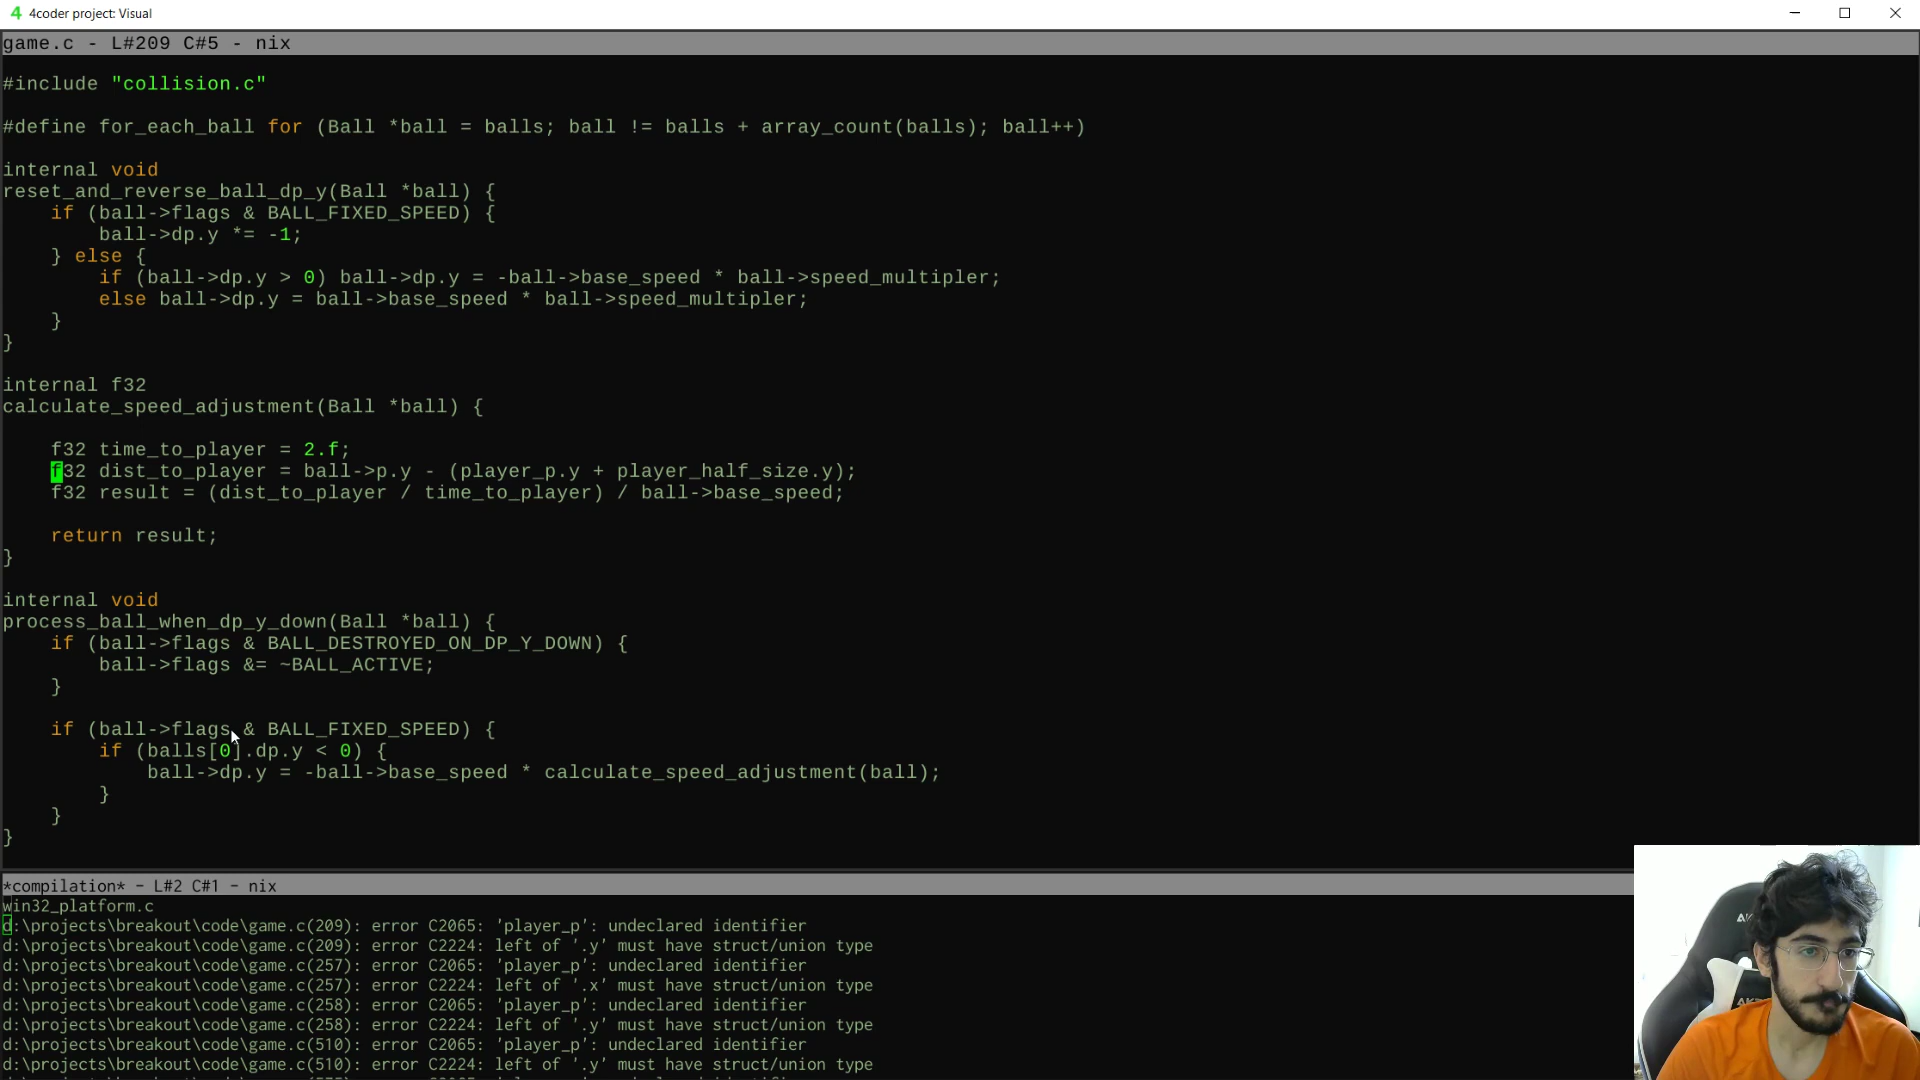 4 4coder project: Visual
game.c - L#209 C#5 - nix
#include "collision.c"
#define for_each_ball for (Ball *ball = balls; ball != balls + array_count(balls); ball++)
internal void
reset_and_reverse_ball_dp_y(Ball *ball) {
    if (ball->flags & BALL_FIXED_SPEED) {
        ball->dp.y *= -1;
    } else {
        if (ball->dp.y > 0) ball->dp.y = -ball->base_speed * ball->speed_multipler;
        else ball->dp.y = ball->base_speed * ball->speed_multipler;
    }
}
internal f32
calculate_speed_adjustment(Ball *ball) {
    f32 time_to_player = 2.f;
    f32 dist_to_player = ball->p.y - (player_p.y + player_half_size.y);
    f32 result = (dist_to_player / time_to_player) / ball->base_speed;
    return result;
}
internal void
process_ball_when_dp_y_down(Ball *ball) {
    if (ball->flags & BALL_DESTROYED_ON_DP_Y_DOWN) {
        ball->flags &= ~BALL_ACTIVE;
    }
    if (ball->flags & BALL_FIXED_SPEED) {
        if (balls[0].dp.y < 0) {
            ball->dp.y = -ball->base_speed * calculate_speed_adjustment(ball);
        }
    }
}
*compilation* - L#2 C#1 - nix
win32_platform.c
d:\projects\breakout\code\game.c(209): error C2065: 'player_p': undeclared identifier
d:\projects\breakout\code\game.c(209): error C2224: left of '.y' must have struct/union type
d:\projects\breakout\code\game.c(257): error C2065: 'player_p': undeclared identifier
d:\projects\breakout\code\game.c(257): error C2224: left of '.x' must have struct/union type
d:\projects\breakout\code\game.c(258): error C2065: 'player_p': undeclared identifier
d:\projects\breakout\code\game.c(258): error C2224: left of '.y' must have struct/union type
d:\projects\breakout\code\game.c(510): error C2065: 'player_p': undeclared identifier
d:\projects\breakout\code\game.c(510): error C2224: left of '.y' must have struct/union type